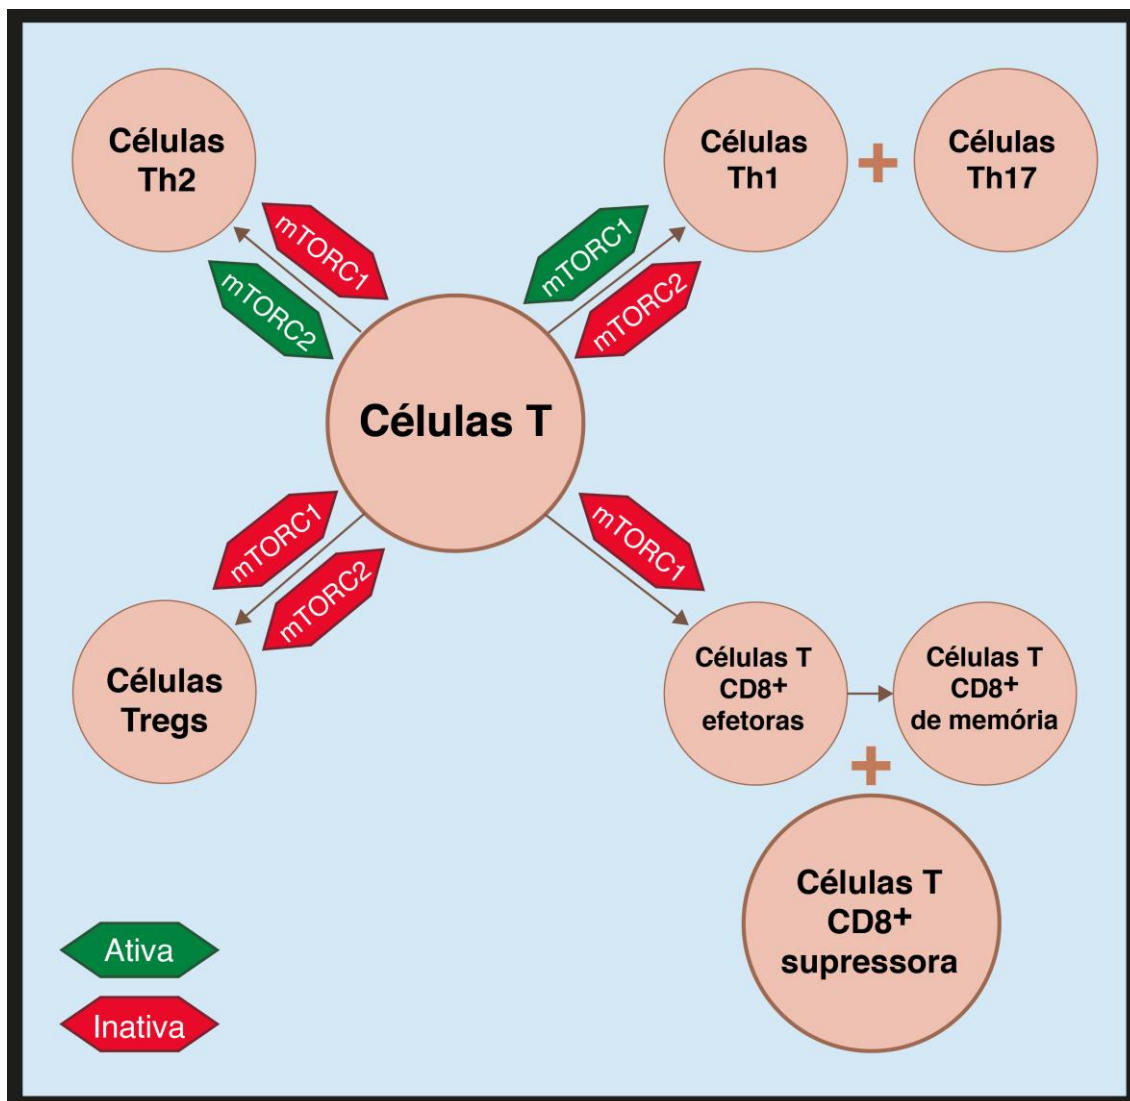 Células
Th2
Células
Th1
+
Células
Th17
mTORC1
mTORC2
mTORC1
mTORC2
Células T
mTORC1
mTORC2
mTORC1
Células
Tregs
Células T
CD8+
efetoras
Células T
CD8+
de memória
+
Células T
CD8+
supressora
Ativa
Inativa